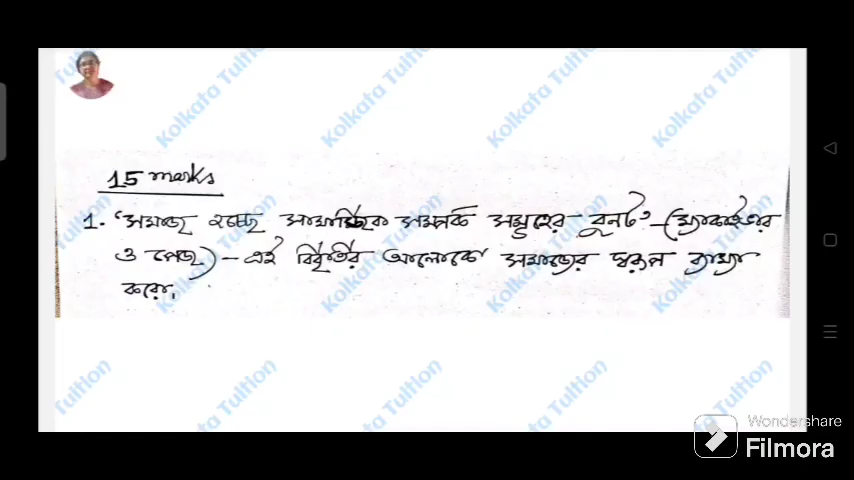 15 marks
1. 'সমাজ হচ্ছে সামাজিক সম্পর্ক সমূহের বুনট' - (ম্যাকাইভার
ও পেজ) - এই বিবৃতির আলোকে সমাজের স্বরূপ ব্যাখ্যা
করো।
Kolkata Tuition
Wondershare
Filmora